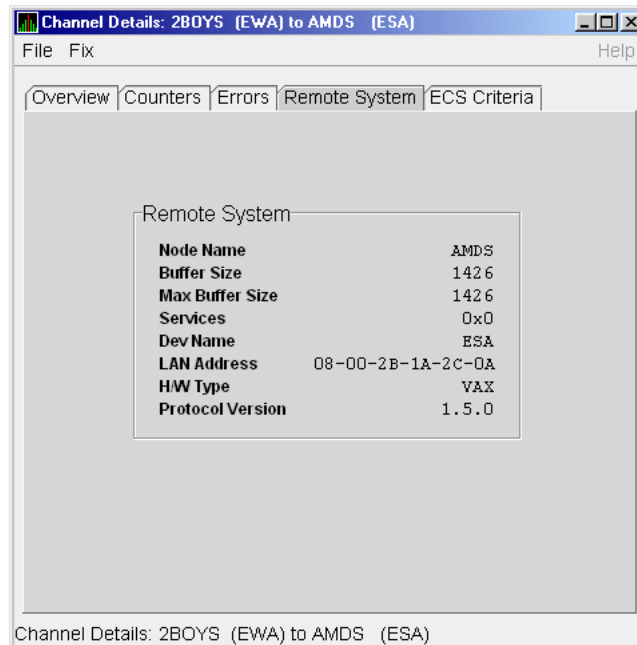 Channel Details: 2BOYS (EWA) to AMDS (ESA)
File Fix Help
Overview Counters Errors Remote System ECS Criteria
Remote System
Node Name AMDS
Buffer Size 1426
Max Buffer Size 1426
Services 0x0
Dev Name ESA
LAN Address 08-00-2B-1A-2C-0A
H/W Type VAX
Protocol Version 1.5.0
Channel Details: 2BOYS (EWA) to AMDS (ESA)